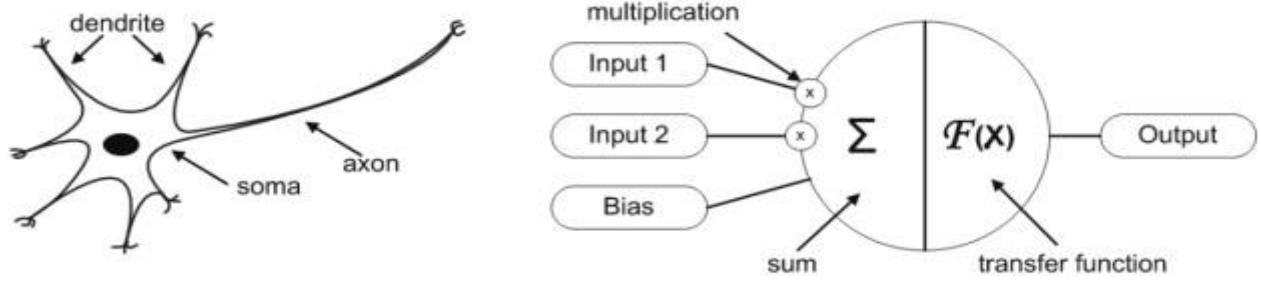 dendrite
soma
axon
multiplication
Input 1
Input 2
Bias
x
x
Σ
F(X)
Output
sum
transfer function